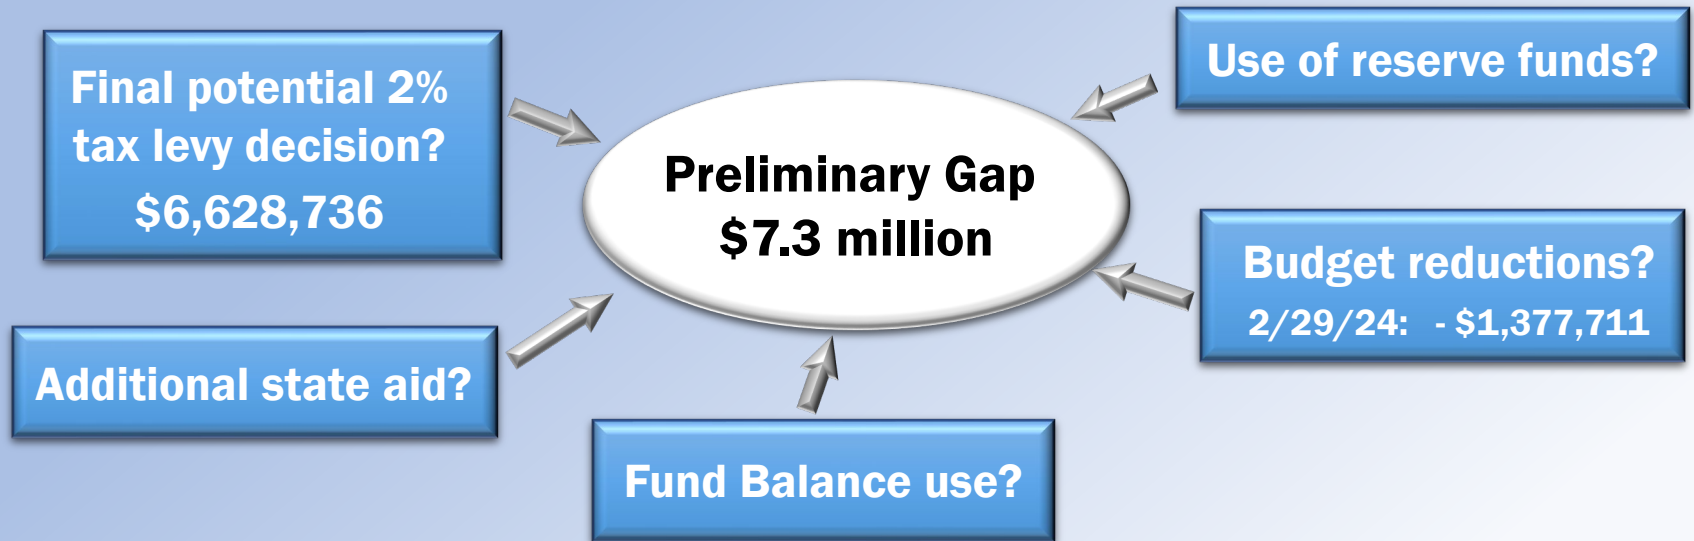 Final potential 2%
tax levy decision?
$6,628,736
Use of reserve funds?
Preliminary Gap
$7.3 million
Budget reductions?
2/29/24: - $1,377,711
Additional state aid?
Fund Balance use?